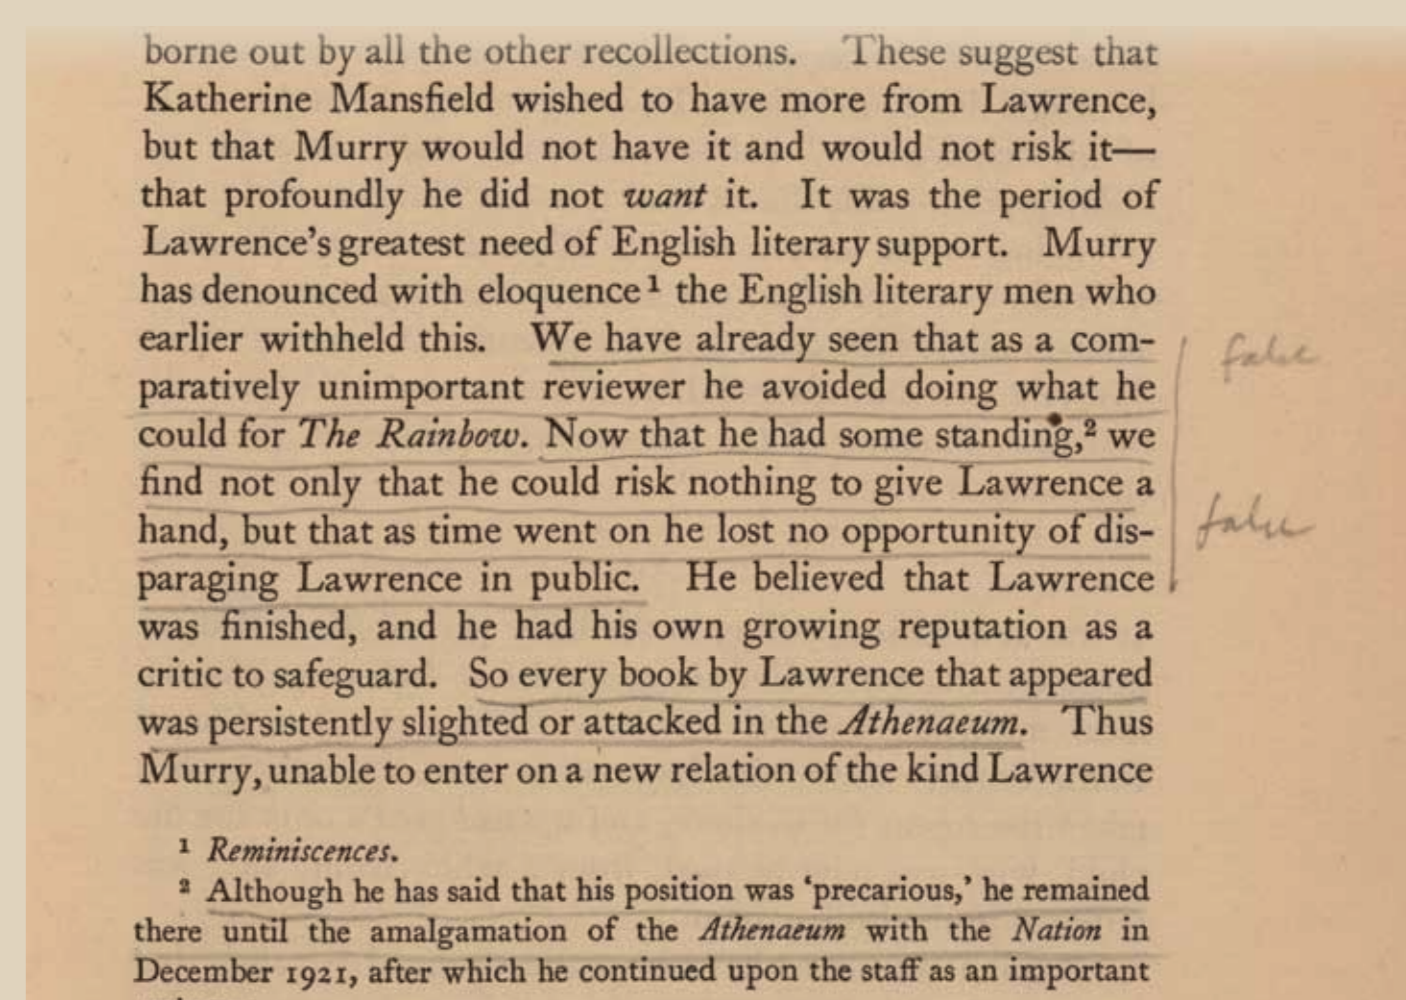 borne out by all the other recollections. These suggest that
Katherine Mansfield wished to have more from Lawrence,
but that Murry would not have it and would not risk it—
that profoundly he did not want it. It was the period of
Lawrence's greatest need of English literary support. Murry
has denounced with eloquence¹ the English literary men who
earlier withheld this. We have already seen that as a com-
paratively unimportant reviewer he avoided doing what he
could for The Rainbow. Now that he had some standing,² we
find not only that he could risk nothing to give Lawrence a
hand, but that as time went on he lost no opportunity of dis-
paraging Lawrence in public. He believed that Lawrence
was finished, and he had his own growing reputation as a
critic to safeguard. So every book by Lawrence that appeared
was persistently slighted or attacked in the Athenaeum. Thus
Murry, unable to enter on a new relation of the kind Lawrence
false
false
¹ Reminiscences.
² Although he has said that his position was ‘precarious,’ he remained
there until the amalgamation of the Athenaeum with the Nation in
December 1921, after which he continued upon the staff as an important